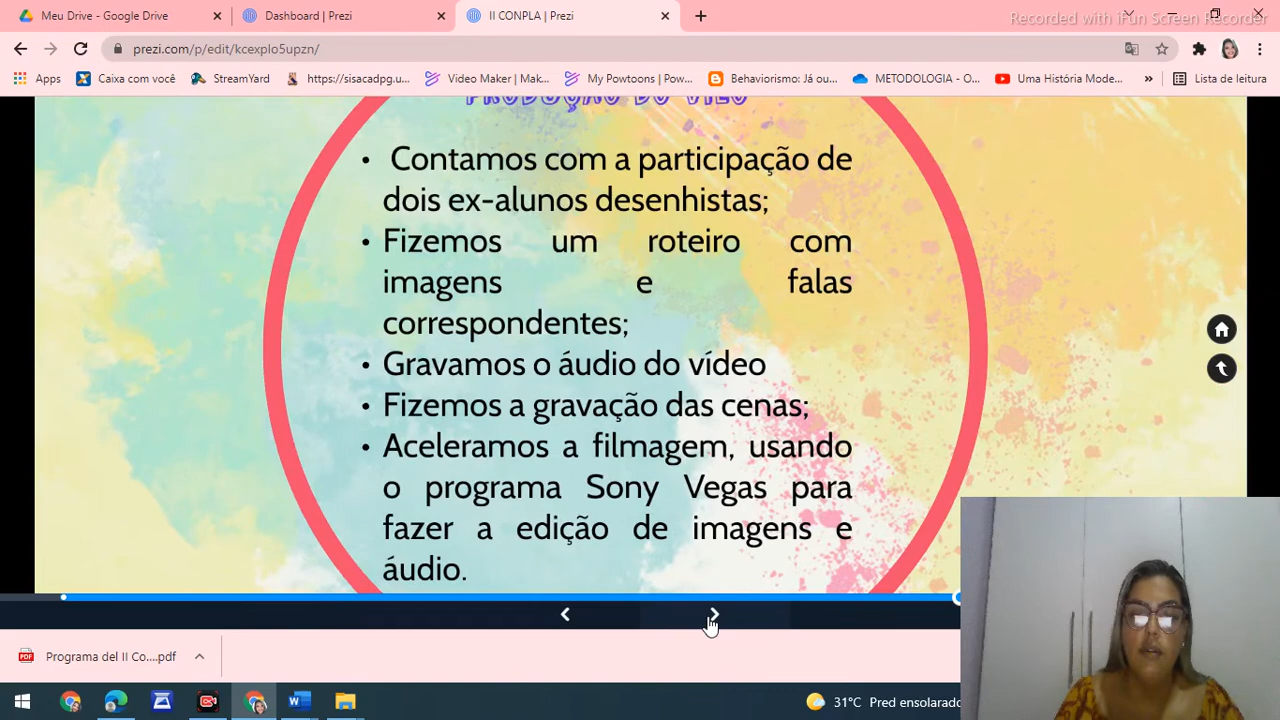 Meu Drive - Google Drive
Dashboard | Prezi
II CONPLA | Prezi
Recorded with iFun Screen Recorder
prezi.com/p/edit/kcexplo5upzn/
Apps
Caixa com você
StreamYard
https://sisacadpg.u...
Video Maker | Mak...
My Powtoons | Pow...
Behaviorismo: Já ou...
METODOLOGIA - O...
Uma História Mode...
Lista de leitura
PRODUÇÃO DO VÍEO
• Contamos com a participação de
dois ex-alunos desenhistas;
• Fizemos um roteiro com
imagens e falas
correspondentes;
• Gravamos o áudio do vídeo
• Fizemos a gravação das cenas;
• Aceleramos a filmagem, usando
o programa Sony Vegas para
fazer a edição de imagens e
áudio.
Programa del II Co....pdf
31°C Pred ensolarado